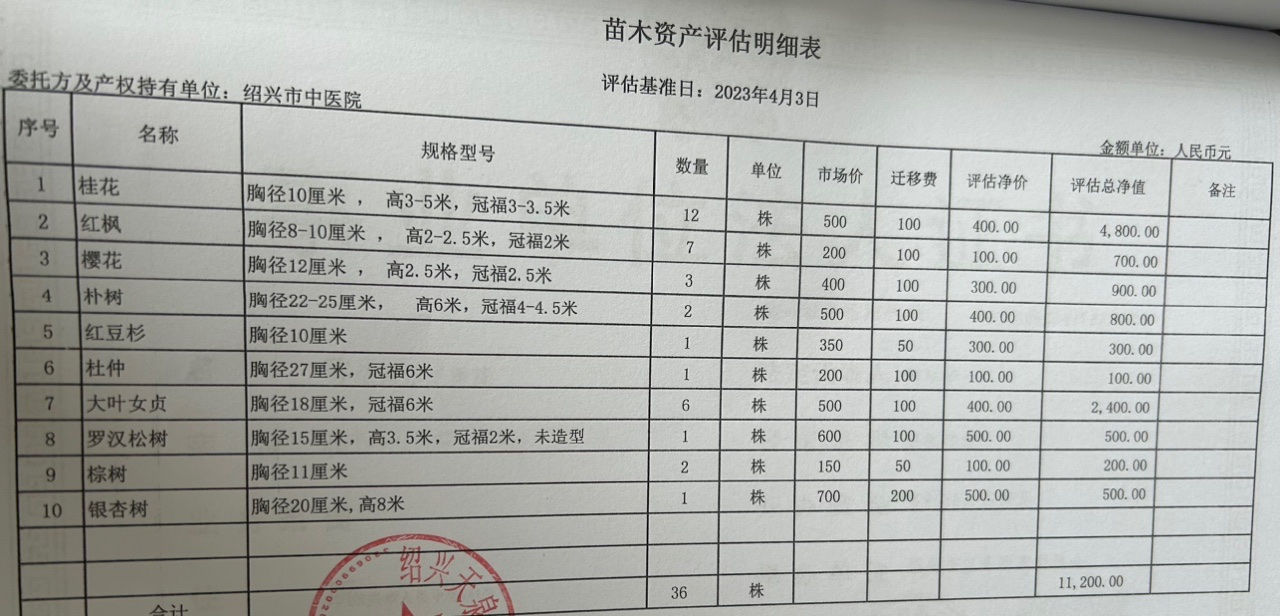 苗木资产评估明细表
委托方及产权持有单位：绍兴市中医院 评估基准日：2023年4月3日
金额单位：人民币元
序号 名称 规格型号 数量 单位 市场价 迁移费 评估净价 评估总净值 备注
1 桂花 胸径10厘米 ， 高3-5米，冠福3-3.5米 12 株 500 100 400.00 4,800.00
2 红枫 胸径8-10厘米 ， 高2-2.5米，冠福2米 7 株 200 100 100.00 700.00
3 樱花 胸径12厘米 ， 高2.5米，冠福2.5米 3 株 400 100 300.00 900.00
4 朴树 胸径22-25厘米， 高6米，冠福4-4.5米 2 株 500 100 400.00 800.00
5 红豆杉 胸径10厘米 1 株 350 50 300.00 300.00
6 杜仲 胸径27厘米，冠福6米 1 株 200 100 100.00 100.00
7 大叶女贞 胸径18厘米，冠福6米 6 株 500 100 400.00 2,400.00
8 罗汉松树 胸径15厘米，高3.5米，冠福2米，未造型 1 株 600 100 500.00 500.00
9 棕树 胸径11厘米 2 株 150 50 100.00 200.00
10 银杏树 胸径20厘米,高8米 1 株 700 200 500.00 500.00
合计 36 株 11,200.00
绍兴天泉